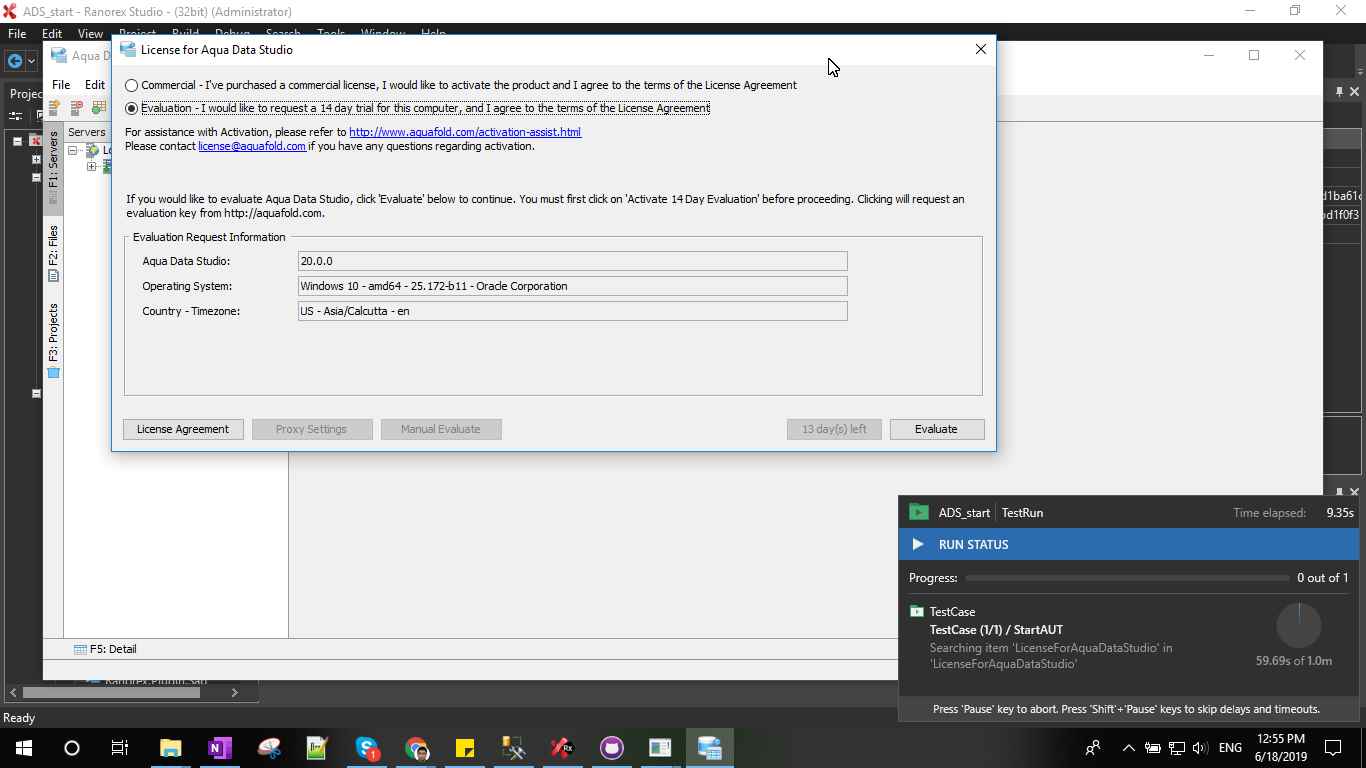 ADS_start - Ranorex Studio - (32bit) (Administrator)
File Edit View Project Build Debug Search Tools Window Help
Aqua D
License for Aqua Data Studio
File Edit
Projec
Commercial - I've purchased a commercial license, I would like to activate the product and I agree to the terms of the License Agreement
Evaluation - I would like to request a 14 day trial for this computer, and I agree to the terms of the License Agreement
Servers
For assistance with Activation, please refer to http://www.aquafold.com/activation-assist.html
Please contact license@aquafold.com if you have any questions regarding activation.
Lo
F1: Servers
F2: Files
F3: Projects
If you would like to evaluate Aqua Data Studio, click 'Evaluate' below to continue. You must first click on 'Activate 14 Day Evaluation' before proceeding. Clicking will request an
evaluation key from http://aquafold.com.
Evaluation Request Information
Aqua Data Studio: 20.0.0
Operating System: Windows 10 - amd64 - 25.172-b11 - Oracle Corporation
Country - Timezone: US - Asia/Calcutta - en
License Agreement Proxy Settings Manual Evaluate 13 day(s) left Evaluate
d1ba61c
bd1f0f3
ADS_start TestRun Time elapsed: 9.35s
RUN STATUS
Progress: 0 out of 1
TestCase
TestCase (1/1) / StartAUT
Searching item 'LicenseForAquaDataStudio' in
'LicenseForAquaDataStudio'
59.69s of 1.0m
Press 'Pause' key to abort. Press 'Shift'+'Pause' keys to skip delays and timeouts.
F5: Detail
Ranorex.Plugin.Sap
Ready
ENG
12:55 PM
6/18/2019